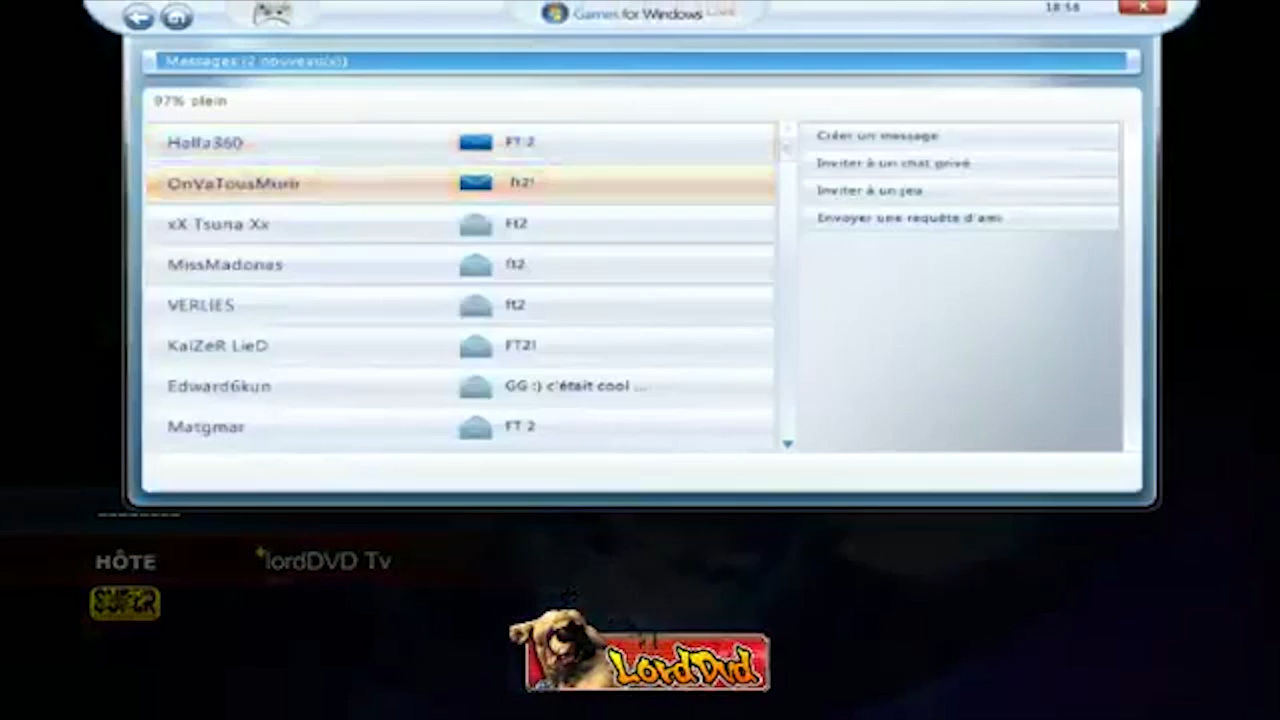 Games for Windows LIVE
18:58
Messages (2 nouveau(x))
97% plein
Halfa360 FT 2
OnVaTousMurir ft2!
xX Tsuna Xx Ft2
MissMadonas ft2
VERLIES ft2
KaiZeR LieD FT2!
Edward6kun GG :) c'était cool ...
Matgmar FT 2
Créer un message
Inviter à un chat privé
Inviter à un jeu
Envoyer une requête d'ami
HÔTE lordDVD Tv
SUPER
LordDvd